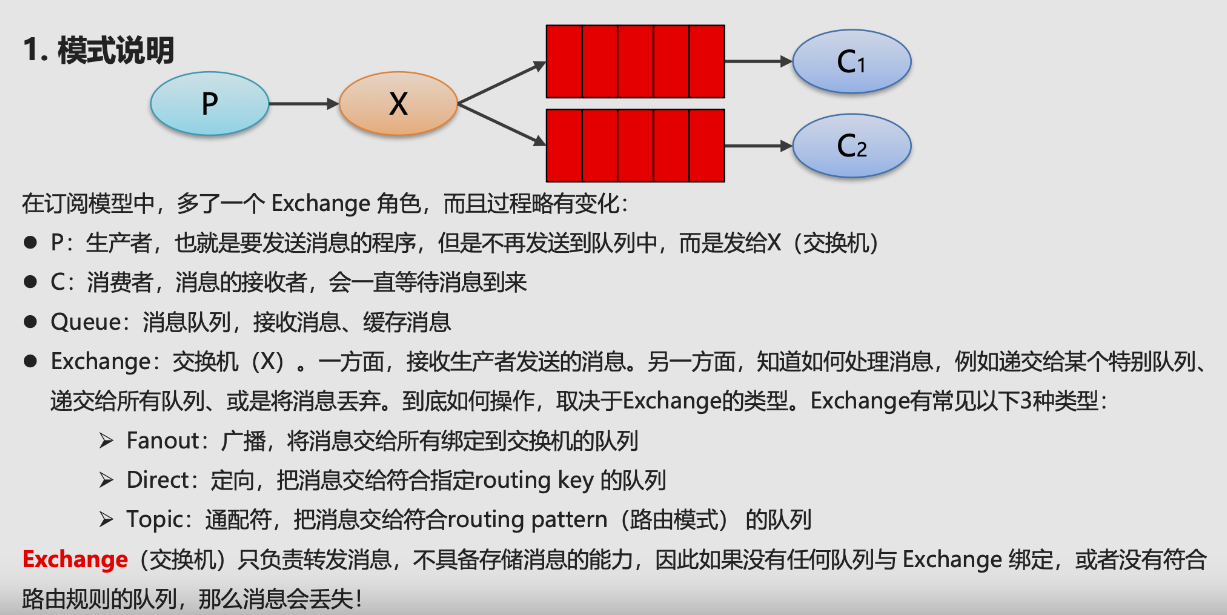 1. 模式说明
P
X
C1
C2
在订阅模型中，多了一个 Exchange 角色，而且过程略有变化：
● P：生产者，也就是要发送消息的程序，但是不再发送到队列中，而是发给X（交换机）
● C：消费者，消息的接收者，会一直等待消息到来
● Queue：消息队列，接收消息、缓存消息
● Exchange：交换机（X）。一方面，接收生产者发送的消息。另一方面，知道如何处理消息，例如递交给某个特别队列、
递交给所有队列、或是将消息丢弃。到底如何操作，取决于Exchange的类型。Exchange有常见以下3种类型：
➢ Fanout：广播，将消息交给所有绑定到交换机的队列
➢ Direct：定向，把消息交给符合指定routing key 的队列
➢ Topic：通配符，把消息交给符合routing pattern（路由模式） 的队列
Exchange（交换机）只负责转发消息，不具备存储消息的能力，因此如果没有任何队列与 Exchange 绑定，或者没有符合
路由规则的队列，那么消息会丢失！